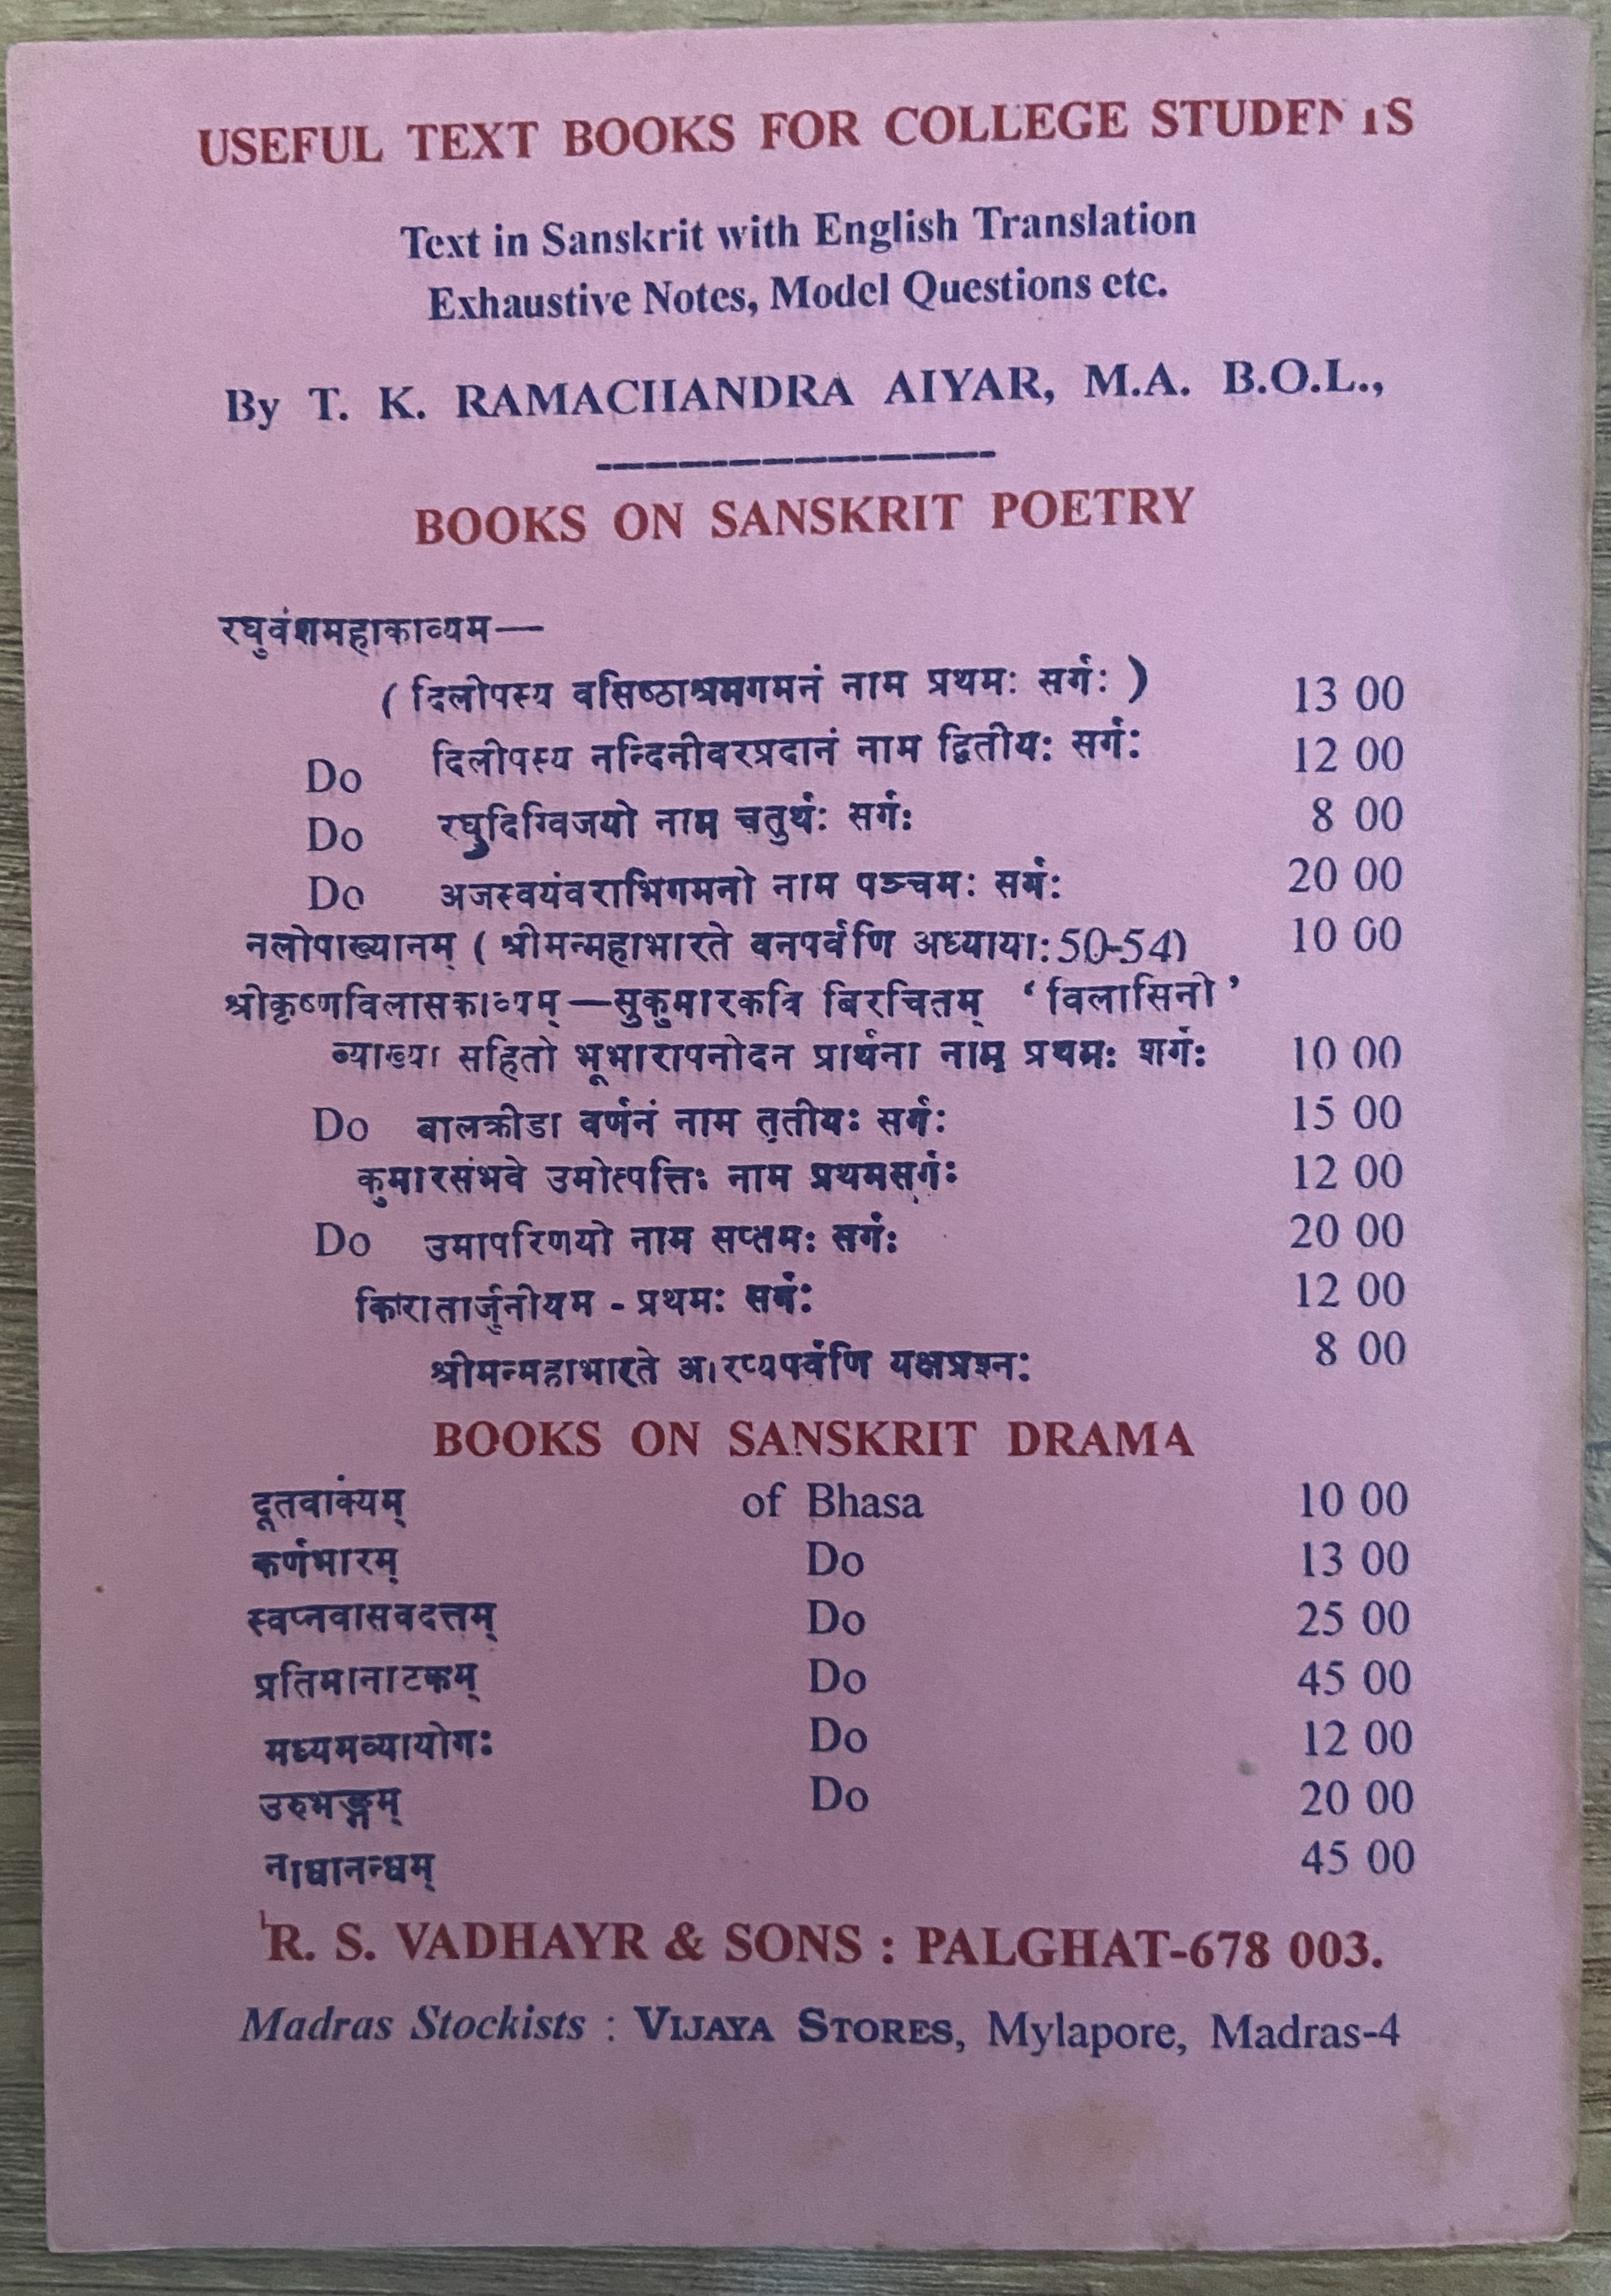 USEFUL TEXT BOOKS FOR COLLEGE STUDENTS
Text in Sanskrit with English Translation
Exhaustive Notes, Model Questions etc.
By T. K. RAMACHANDRA AIYAR, M.A. B.O.L.,
BOOKS ON SANSKRIT POETRY
रघुवंशमहाकाव्यम—
( दिलीपस्य वसिष्ठाश्रमगमनं नाम प्रथमः सर्गः ) 13 00
Do दिलीपस्य नन्दिनीवरप्रदानं नाम द्वितीयः सर्गः 12 00
Do रघुदिग्विजयो नाम चतुर्थः सर्गः 8 00
Do अजस्वयंवराभिगमनो नाम पञ्चमः सर्गः 20 00
नलोपाख्यानम् ( श्रीमन्महाभारते वनपर्वणि अध्यायाः 50-54) 10 00
श्रीकृष्णविलासकाव्यम् —सुकुमारकवि बिरचितम् ‘विलासिनी’
व्याख्या सहितो भूभारापनोदन प्रार्थना नाम प्रथमः शर्गः 10 00
Do बालक्रीडा वर्णनं नाम तृतीयः सर्गः 15 00
कुमारसंभवे उमोत्पत्तिः नाम प्रथमसर्गः 12 00
Do उमापरिणयो नाम सप्तमः सर्गः 20 00
किरातार्जुनीयम - प्रथमः सर्गः 12 00
श्रीमन्महाभारते आरण्यपर्वणि यक्षप्रश्नः 8 00
BOOKS ON SANSKRIT DRAMA
दूतवाक्यम् of Bhasa 10 00
कर्णभारम् Do 13 00
स्वप्नवासवदत्तम् Do 25 00
प्रतिमानाटकम् Do 45 00
मध्यमव्यायोगः Do 12 00
उरुभङ्गम् Do 20 00
45 00
R. S. VADHAYR & SONS : PALGHAT-678 003.
Madras Stockists : VIJAYA STORES, Mylapore, Madras-4